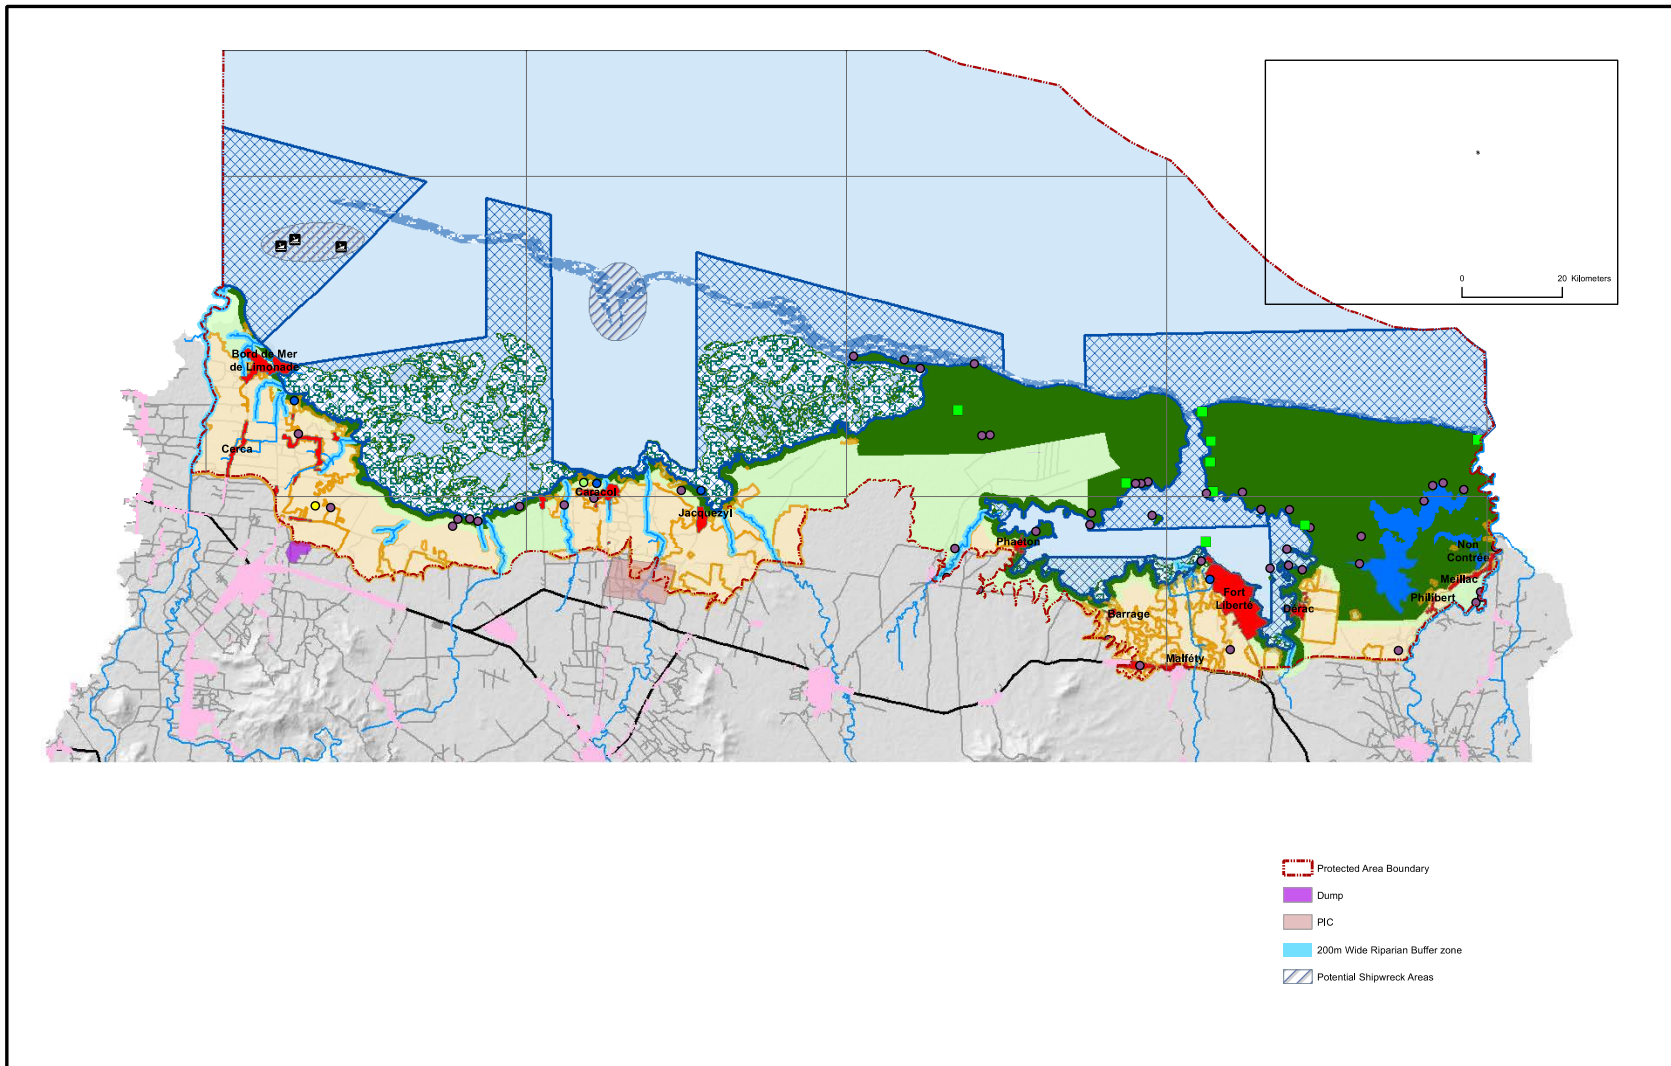 *
0 20 Kilometers
Bord de Mer
de Limonade
Cerca
Caracol
Jacquezyl
Phaeton
Non
Contrée
Meillac
Philibert
Fort
Liberté
Dérac
Barrage
Malféty
Protected Area Boundary
Dump
PIC
200m Wide Riparian Buffer zone
Potential Shipwreck Areas